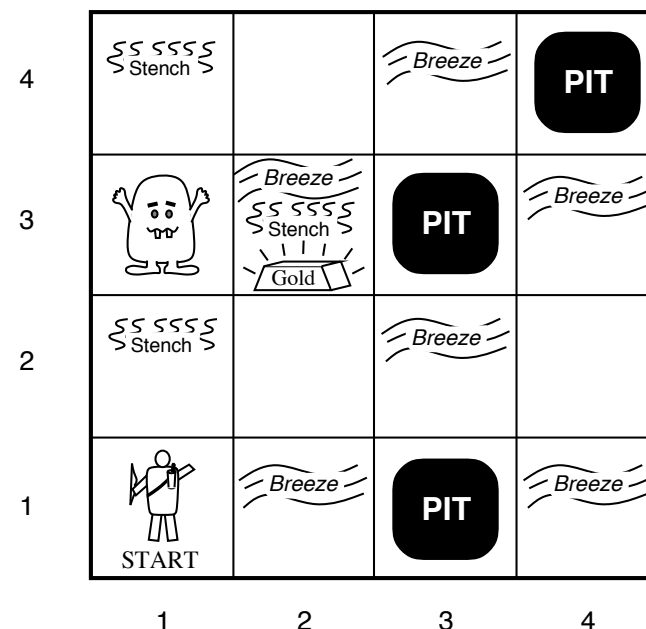 4
Stench
Breeze
PIT
3
Breeze
Stench
Gold
PIT
Breeze
2
Stench
Breeze
1
START
Breeze
PIT
Breeze
1 2 3 4